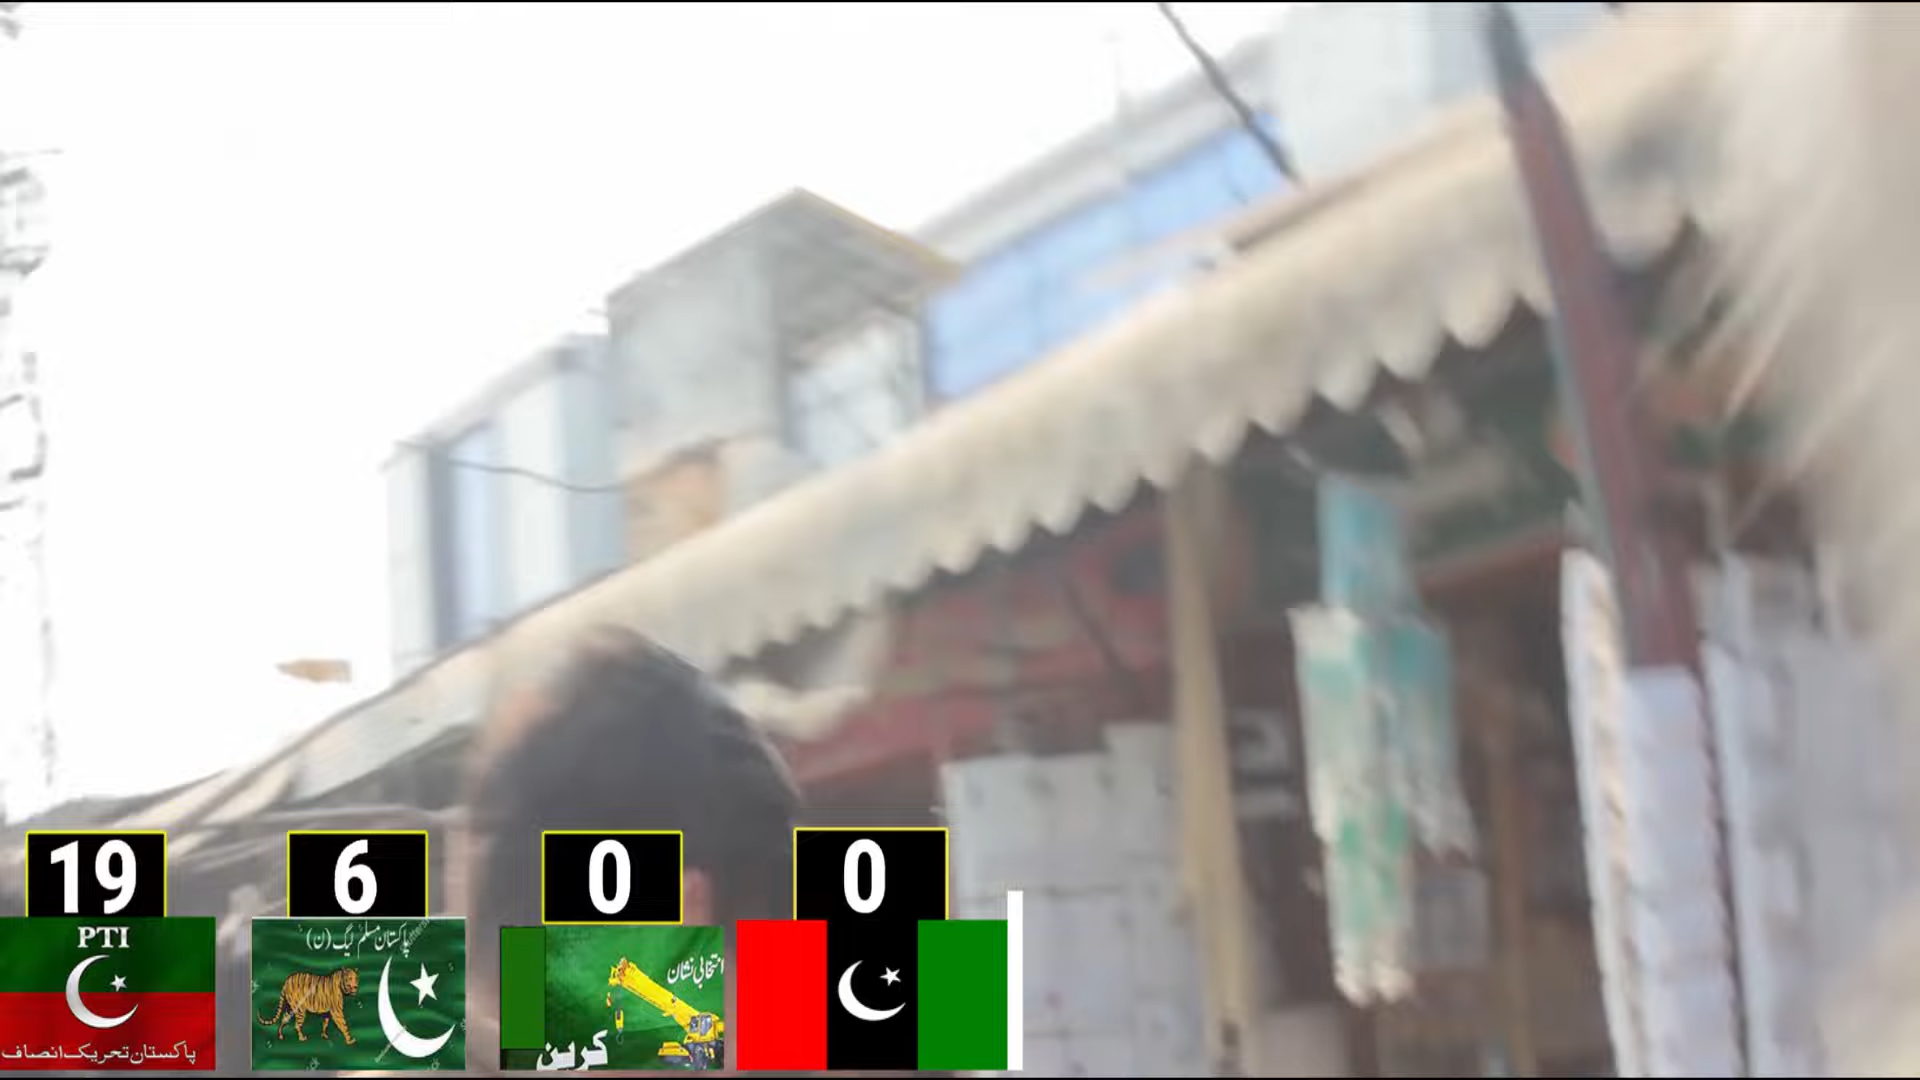 19
6
0
0
PTI
پاکستان تحریک انصاف
پاکستان مسلم لیگ (ن)
انتخابی نشان
کرین